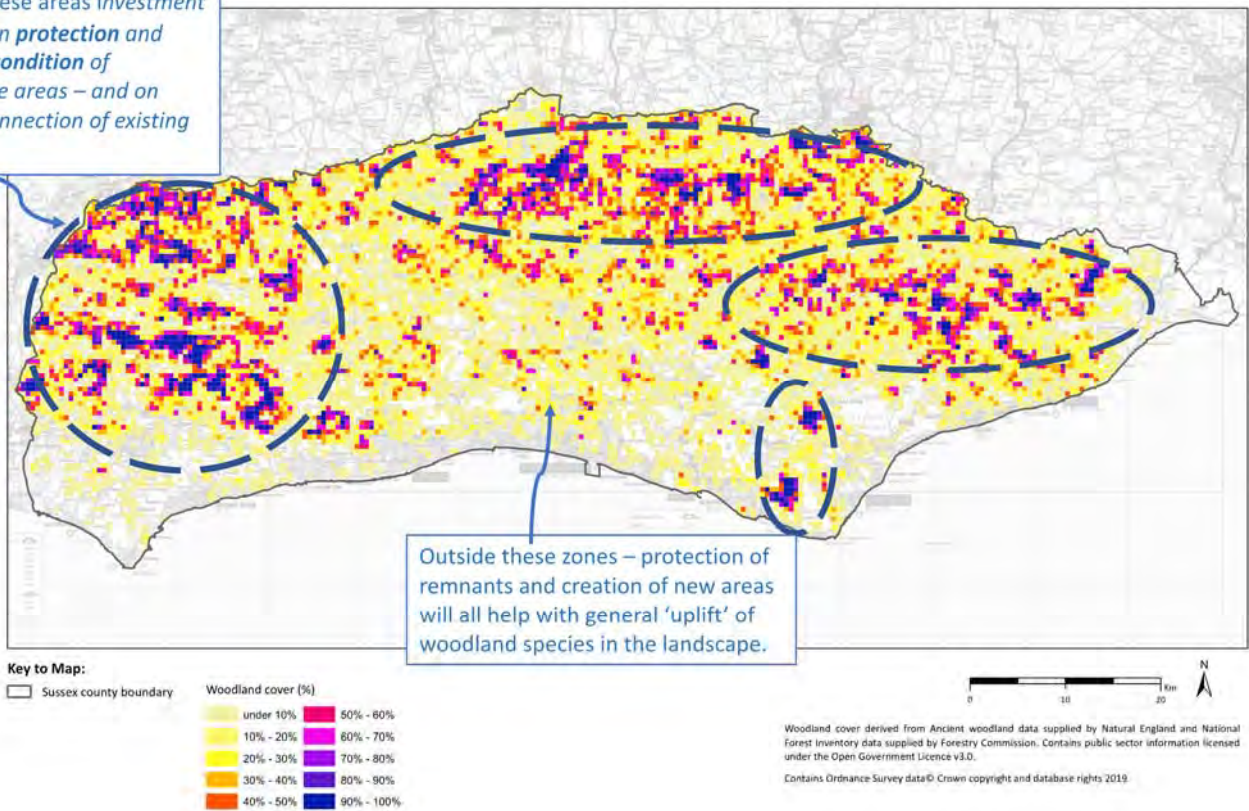 ese areas investment
n protection and
ondition of
e areas – and on
nnection of existing
Outside these zones – protection of
remnants and creation of new areas
will all help with general ‘uplift’ of
woodland species in the landscape.
Key to Map:
Sussex county boundary
Woodland cover (%)
under 10%
10% - 20%
20% - 30%
30% - 40%
40% - 50%
50% - 60%
60% - 70%
70% - 80%
80% - 90%
90% - 100%
N
Km
0 10 20
Woodland cover derived from Ancient woodland data supplied by Natural England and National
Forest Inventory data supplied by Forestry Commission. Contains public sector information licensed
under the Open Government Licence v3.0.
Contains Ordnance Survey data© Crown copyright and database rights 2019.